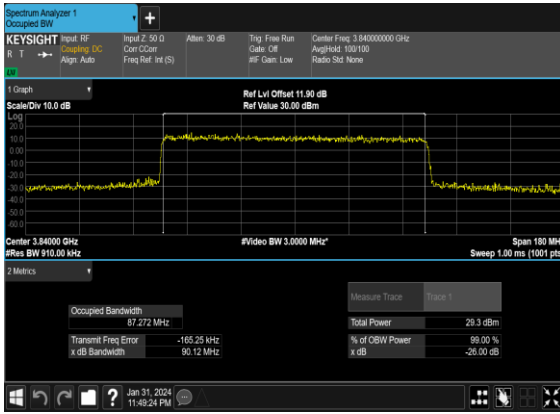 Spectrum Analyzer 1
Occupied BW
KEYSIGHT
R T
LW
Input: RF
Coupling: DC
Align: Auto
Input Z: 50 Ω
Corr CCorr
Freq Ref: Int (S)
Atten: 30 dB
Trig: Free Run
Gate: Off
#IF Gain: Low
Center Freq: 3.840000000 GHz
Avg|Hold: 100/100
Radio Std: None
1 Graph
Scale/Div 10.0 dB
Ref Lvl Offset 11.90 dB
Ref Value 30.00 dBm
Log
20.0
10.0
0.00
-10.0
-20.0
-30.0
-40.0
-50.0
-60.0
Center 3.84000 GHz
#Res BW 910.00 kHz
#Video BW 3.0000 MHz*
Span 180 MH
Sweep 1.00 ms (1001 pts
2 Metrics
Measure Trace
Trace 1
Occupied Bandwidth
87.272 MHz
Total Power
29.3 dBm
Transmit Freq Error
-165.25 kHz
% of OBW Power
99.00 %
x dB Bandwidth
90.12 MHz
x dB
-26.00 dB
?
Jan 31, 2024
11:49:24 PM